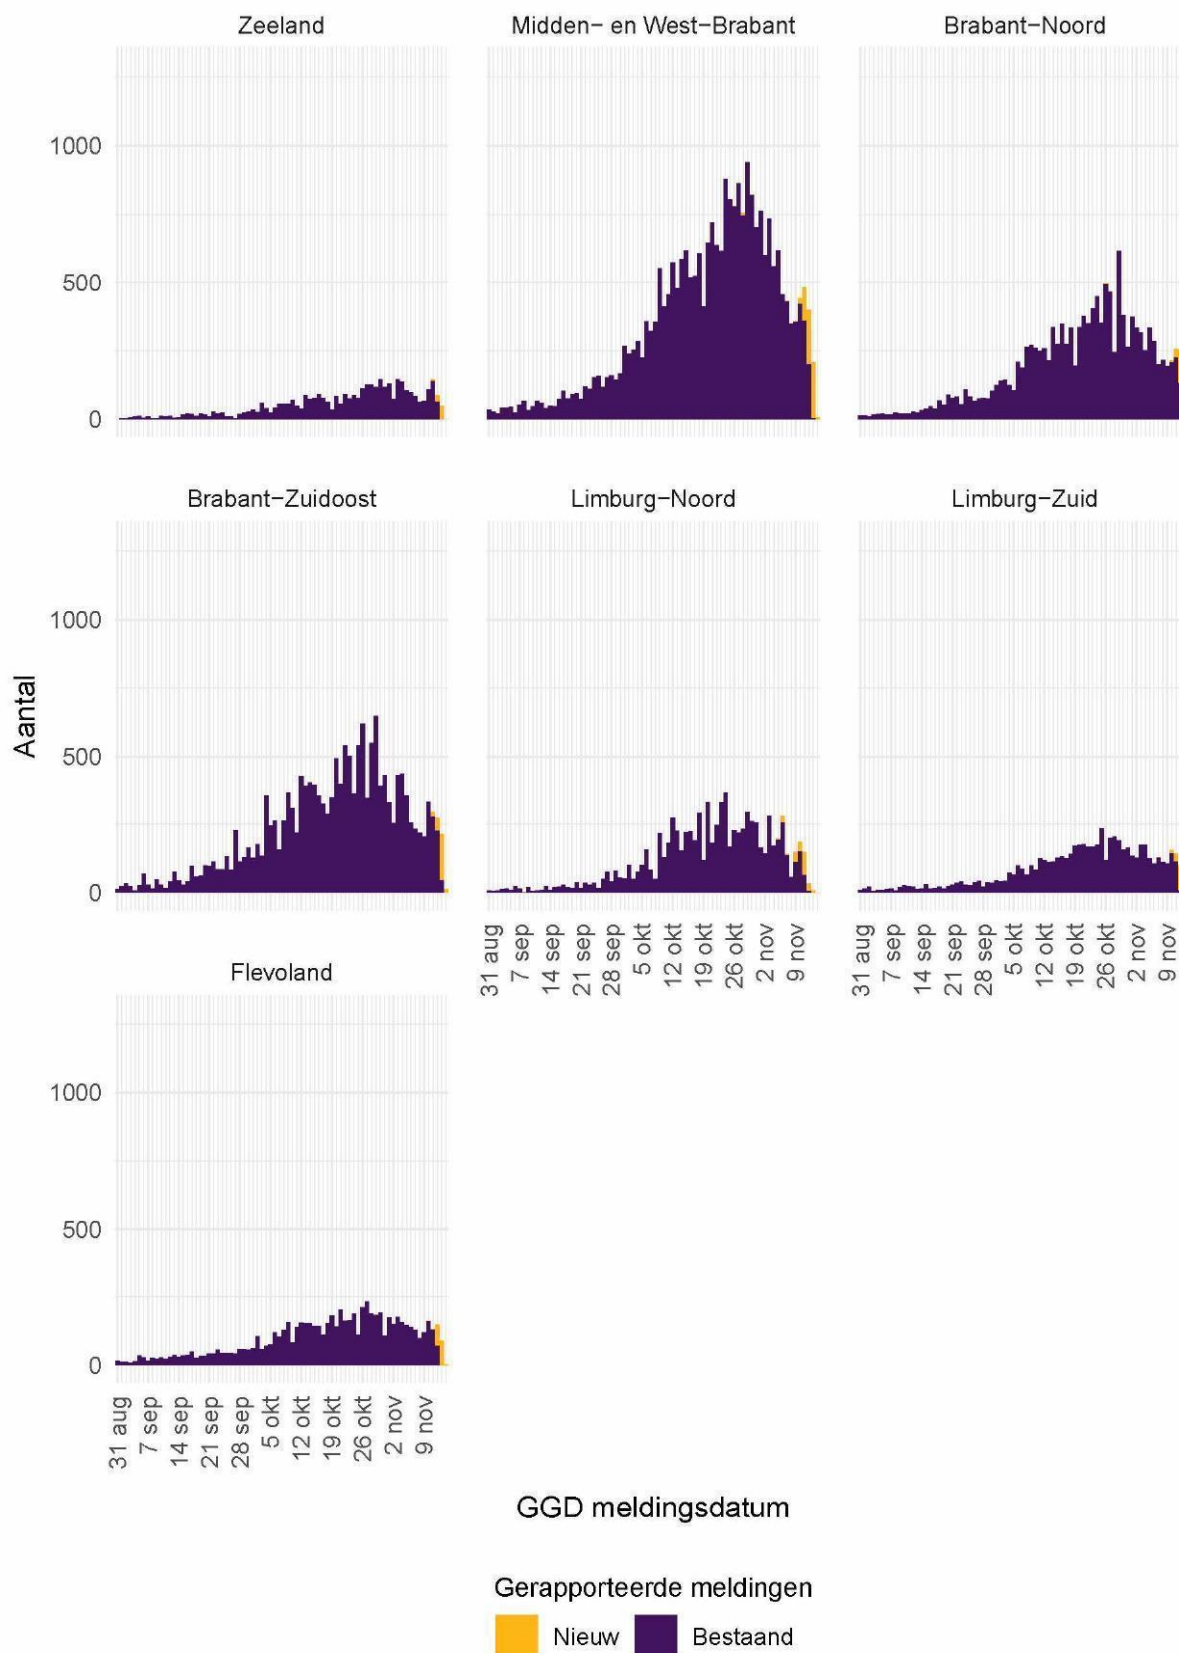 Zeeland
Midden- en West-Brabant
Brabant-Noord
1000
500
0
Brabant-Zuidoost
Limburg-Noord
Limburg-Zuid
1000
500
0
Aantal
31 aug
7 sep
14 sep
21 sep
28 sep
5 okt
12 okt
19 okt
26 okt
2 nov
9 nov
31 aug
7 sep
14 sep
21 sep
28 sep
5 okt
12 okt
19 okt
26 okt
2 nov
9 nov
Flevoland
1000
500
0
31 aug
7 sep
14 sep
21 sep
28 sep
5 okt
12 okt
19 okt
26 okt
2 nov
9 nov
GGD meldingsdatum
Gerapporteerde meldingen
Nieuw
Bestaand